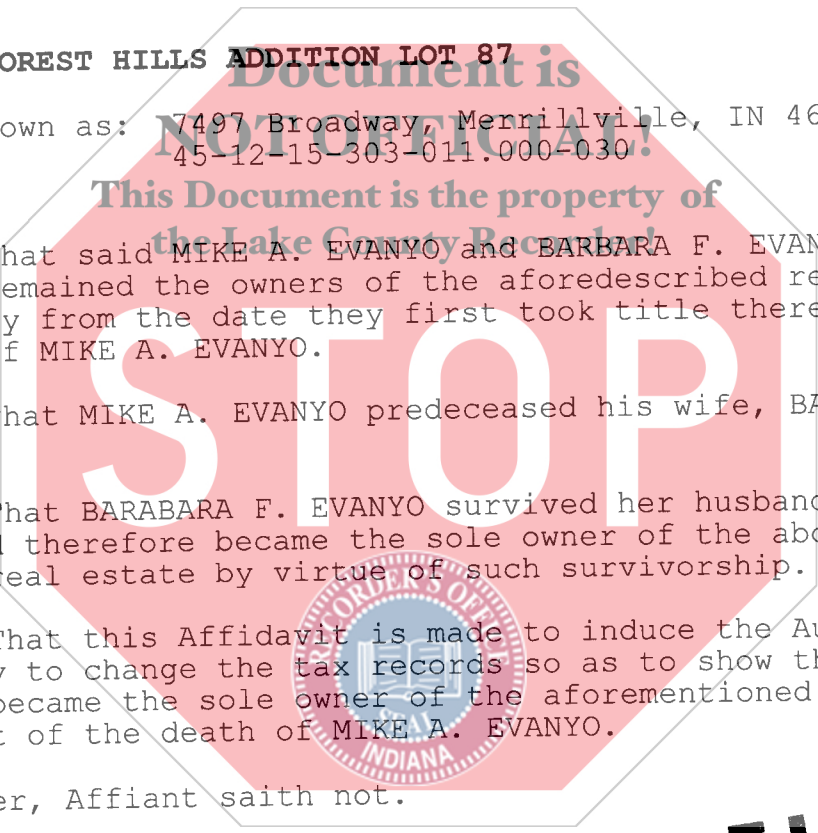 OREST HILLS ADDITION LOT 87
Document is
own as: 7497 Broadway, Merrillville, IN 46
NOT OFFICIAL!
45-12-15-303-011.000-030
This Document is the property of
the Lake County Recorder!
hat said MIKE A. EVANYO and BARBARA F. EVAN
emained the owners of the aforedescribed re
y from the date they first took title there
f MIKE A. EVANYO.
STOP
hat MIKE A. EVANYO predeceased his wife, BA
hat BARABARA F. EVANYO survived her husband
d therefore became the sole owner of the abo
real estate by virtue of such survivorship.
RECORDER'S OFFICE
That this Affidavit is made to induce the Au
y to change the tax records so as to show th
became the sole owner of the aforementioned
t of the death of MIKE A. EVANYO.
SEAL
INDIANA
er, Affiant saith not.